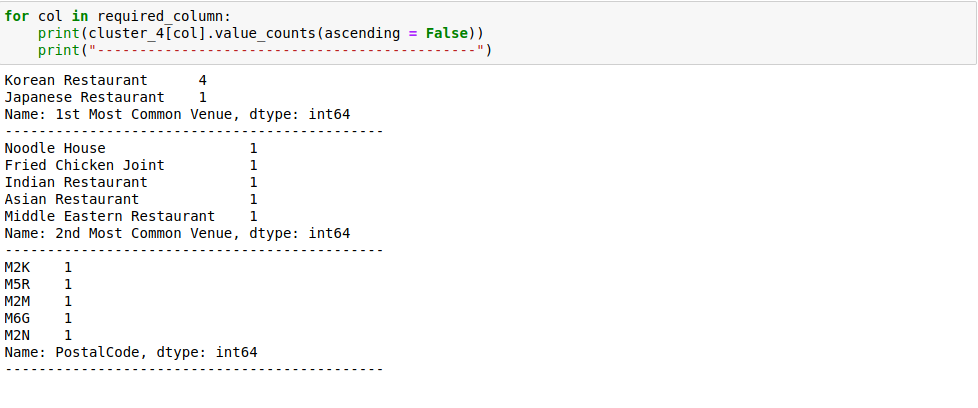 for col in required_column:
    print(cluster_4[col].value_counts(ascending = False))
    print("---------------------------------------------")
Korean Restaurant      4
Japanese Restaurant    1
Name: 1st Most Common Venue, dtype: int64
---------------------------------------------
Noodle House                 1
Fried Chicken Joint          1
Indian Restaurant            1
Asian Restaurant             1
Middle Eastern Restaurant    1
Name: 2nd Most Common Venue, dtype: int64
---------------------------------------------
M2K    1
M5R    1
M2M    1
M6G    1
M2N    1
Name: PostalCode, dtype: int64
---------------------------------------------